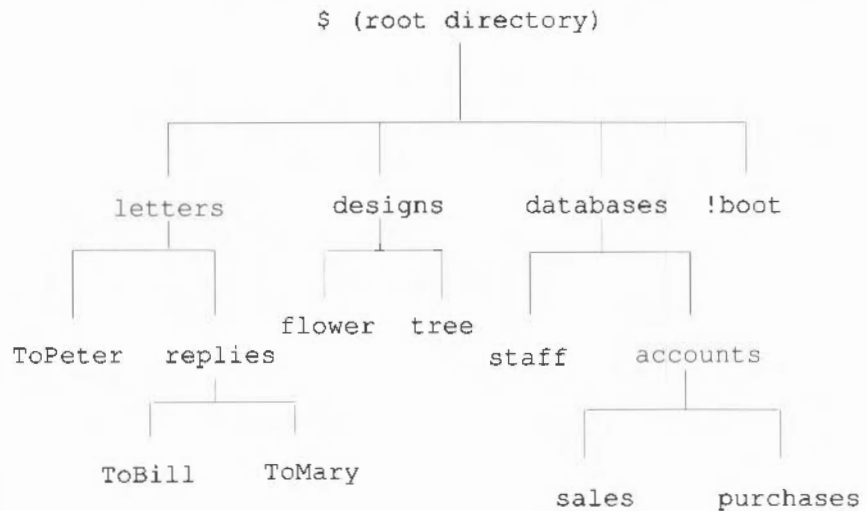 $ (root directory)
letters designs databases !boot
flower tree
ToPeter replies staff accounts
ToBill ToMary
sales purchases